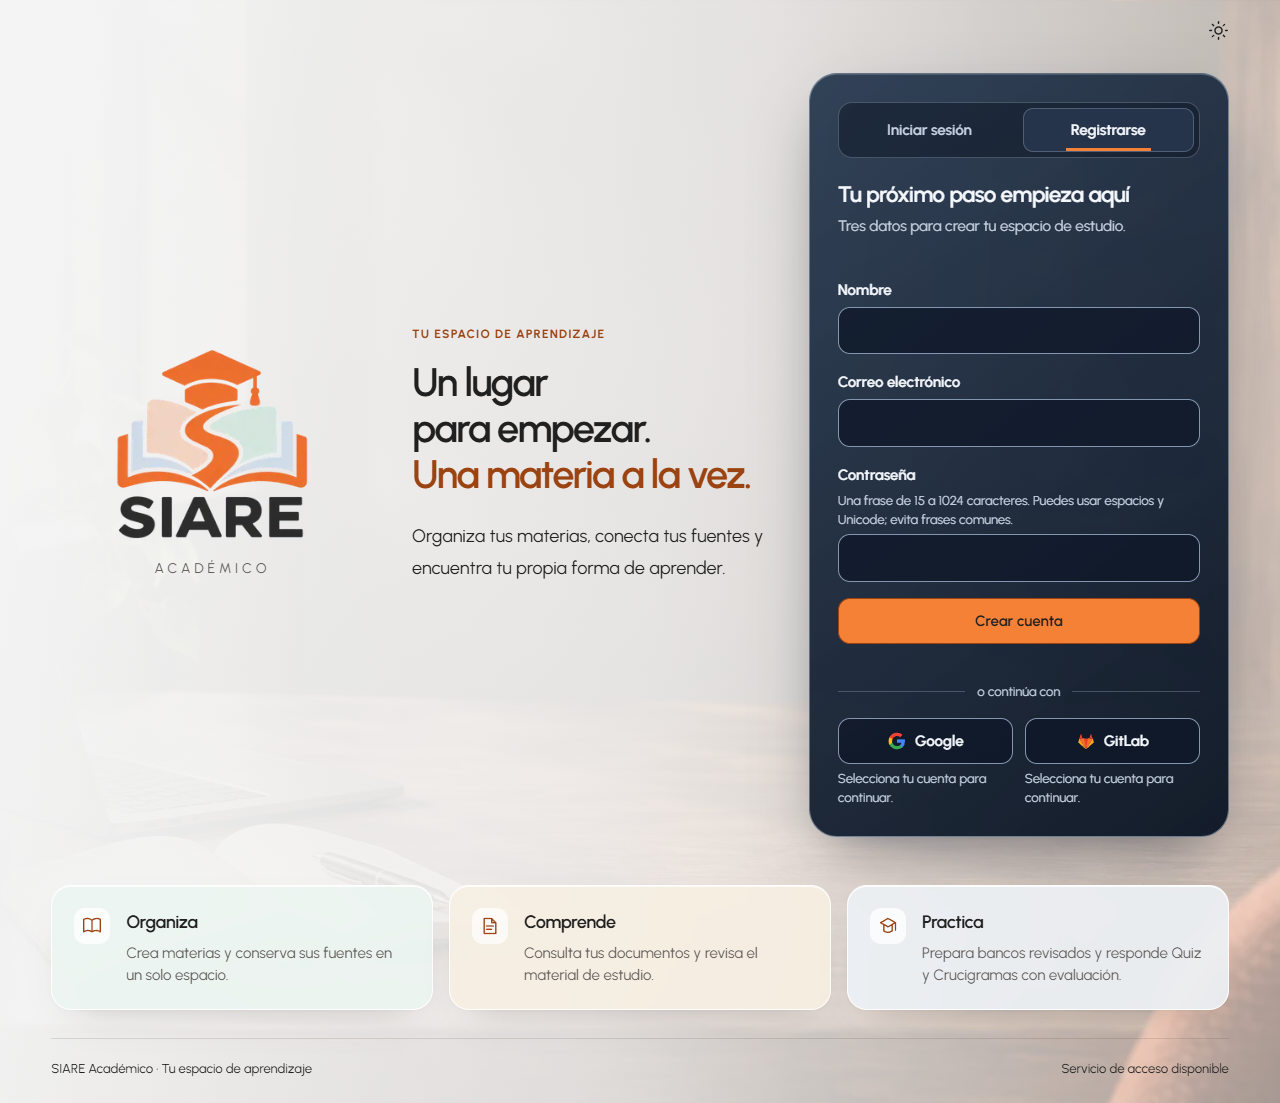 SIARE
ACADÉMICO
TU ESPACIO DE APRENDIZAJE
Un lugar
para empezar.
Una materia a la vez.
Organiza tus materias, conecta tus fuentes y
encuentra tu propia forma de aprender.
Iniciar sesión
Registrarse
Tu próximo paso empieza aquí
Tres datos para crear tu espacio de estudio.
Nombre
Correo electrónico
Contraseña
Una frase de 15 a 1024 caracteres. Puedes usar espacios y
Unicode; evita frases comunes.
Crear cuenta
o continúa con
Google
GitLab
Selecciona tu cuenta para
continuar.
Selecciona tu cuenta para
continuar.
Organiza
Crea materias y conserva sus fuentes en
un solo espacio.
Comprende
Consulta tus documentos y revisa el
material de estudio.
Practica
Prepara bancos revisados y responde Quiz
y Crucigramas con evaluación.
SIARE Académico · Tu espacio de aprendizaje
Servicio de acceso disponible